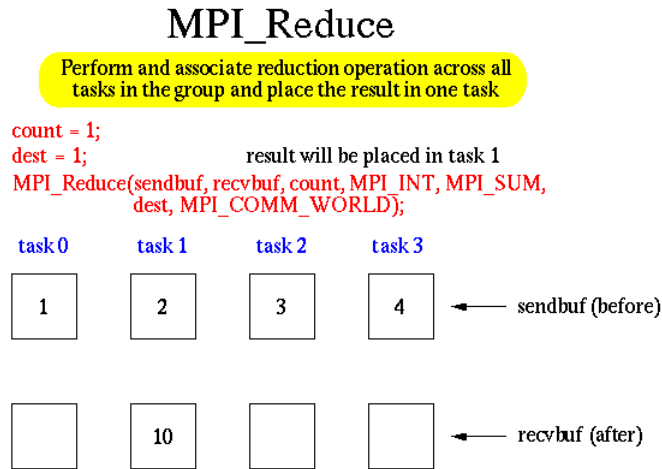 MPI_Reduce
Perform and associate reduction operation across all
tasks in the group and place the result in one task
count = 1;
dest = 1; result will be placed in task 1
MPI_Reduce(sendbuf, recvbuf, count, MPI_INT, MPI_SUM,
dest, MPI_COMM_WORLD);
task 0 task 1 task 2 task 3
1 2 3 4 sendbuf (before)
10 recvbuf (after)